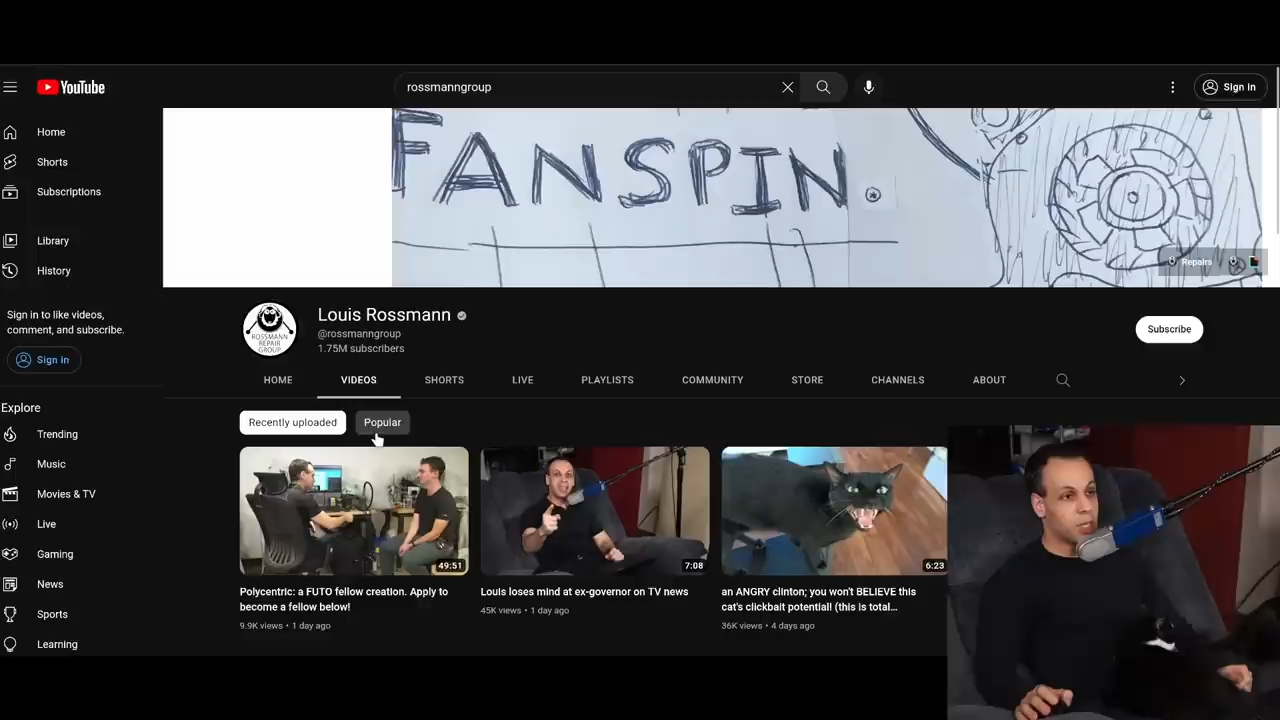 YouTube
rossmanngroup
Sign in
Home
Shorts
Subscriptions
Library
History
Sign in to like videos,
comment, and subscribe.
Sign in
Explore
Trending
Music
Movies & TV
Live
Gaming
News
Sports
Learning
FANSPIN.
Repairs
ROSSMANN
REPAIR
GROUP
Louis Rossmann
@rossmanngroup
1.75M subscribers
Subscribe
HOME
VIDEOS
SHORTS
LIVE
PLAYLISTS
COMMUNITY
STORE
CHANNELS
ABOUT
Recently uploaded
Popular
49:51
7:08
6:23
Polycentric: a FUTO fellow creation. Apply to
become a fellow below!
9.9K views • 1 day ago
Louis loses mind at ex-governor on TV news
45K views • 1 day ago
an ANGRY clinton; you won't BELIEVE this
cat's clickbait potential! (this is total...
36K views • 4 days ago